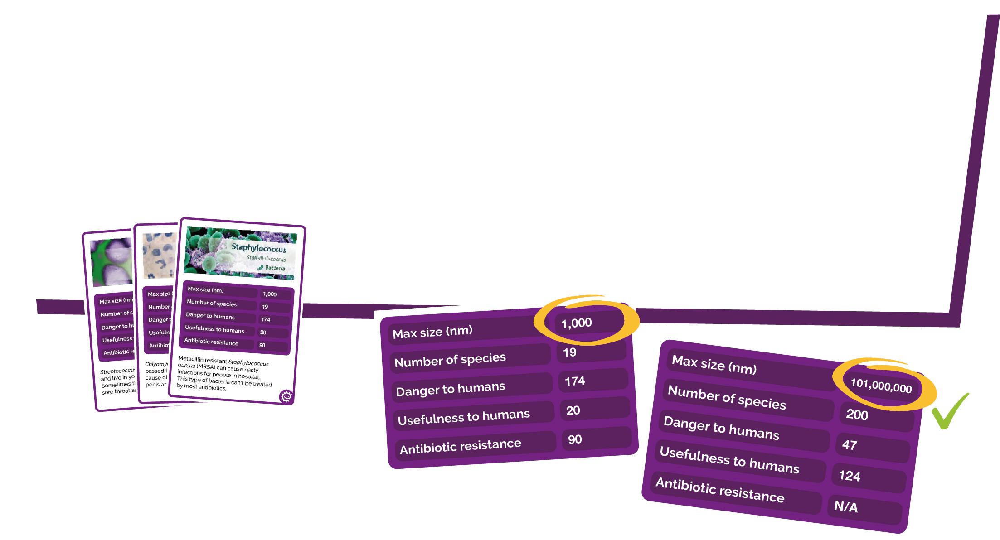 Max size (nm
Number of s
Danger to hu
Usefulness
Antibiotic re
Streptococcus
and live in yo
Sometimes th
sore throat a
Max size (
Number
Danger t
Usefuln
Antibiot
Chlyamy
passed t
cause di
penis ar
Staphylococcus
Staff-ill-O-coccus
Bacteria
Max size (nm) 1,000
Number of species 19
Danger to humans 174
Usefulness to humans 20
Antibiotic resistance 90
Metacillin resistant Staphylococcus
aureus (MRSA) can cause nasty
infections for people in hospital.
This type of bacteria can't be treated
by most antibiotics.
Max size (nm) 1,000
Number of species 19
Danger to humans 174
Usefulness to humans 20
Antibiotic resistance 90
Max size (nm) 101,000,000
Number of species 200
Danger to humans 47
Usefulness to humans 124
Antibiotic resistance N/A